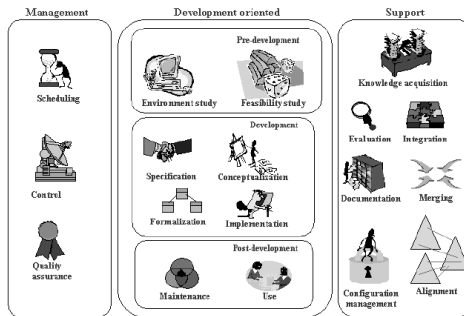 Management
Development oriented
Support
Scheduling
Control
Quality
assurance
Pre-development
Environment study
Feasibility study
Development
Specification
Conceptualisation
Formalization
Implementation
Post-development
Maintenance
Use
Knowledge acquisition
Evaluation
Integration
Documentation
Merging
Configuration
management
Alignment